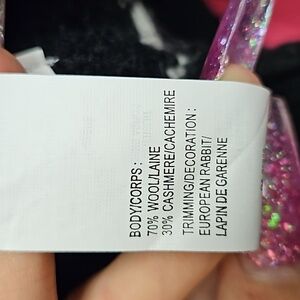 BODY/CORPS:
70% WOOL/LAINE
30% CASHMERE/CACHEMIRE
TRIMMING/DECORATION:
EUROPEAN RABBIT/
LAPIN DE GARENNE